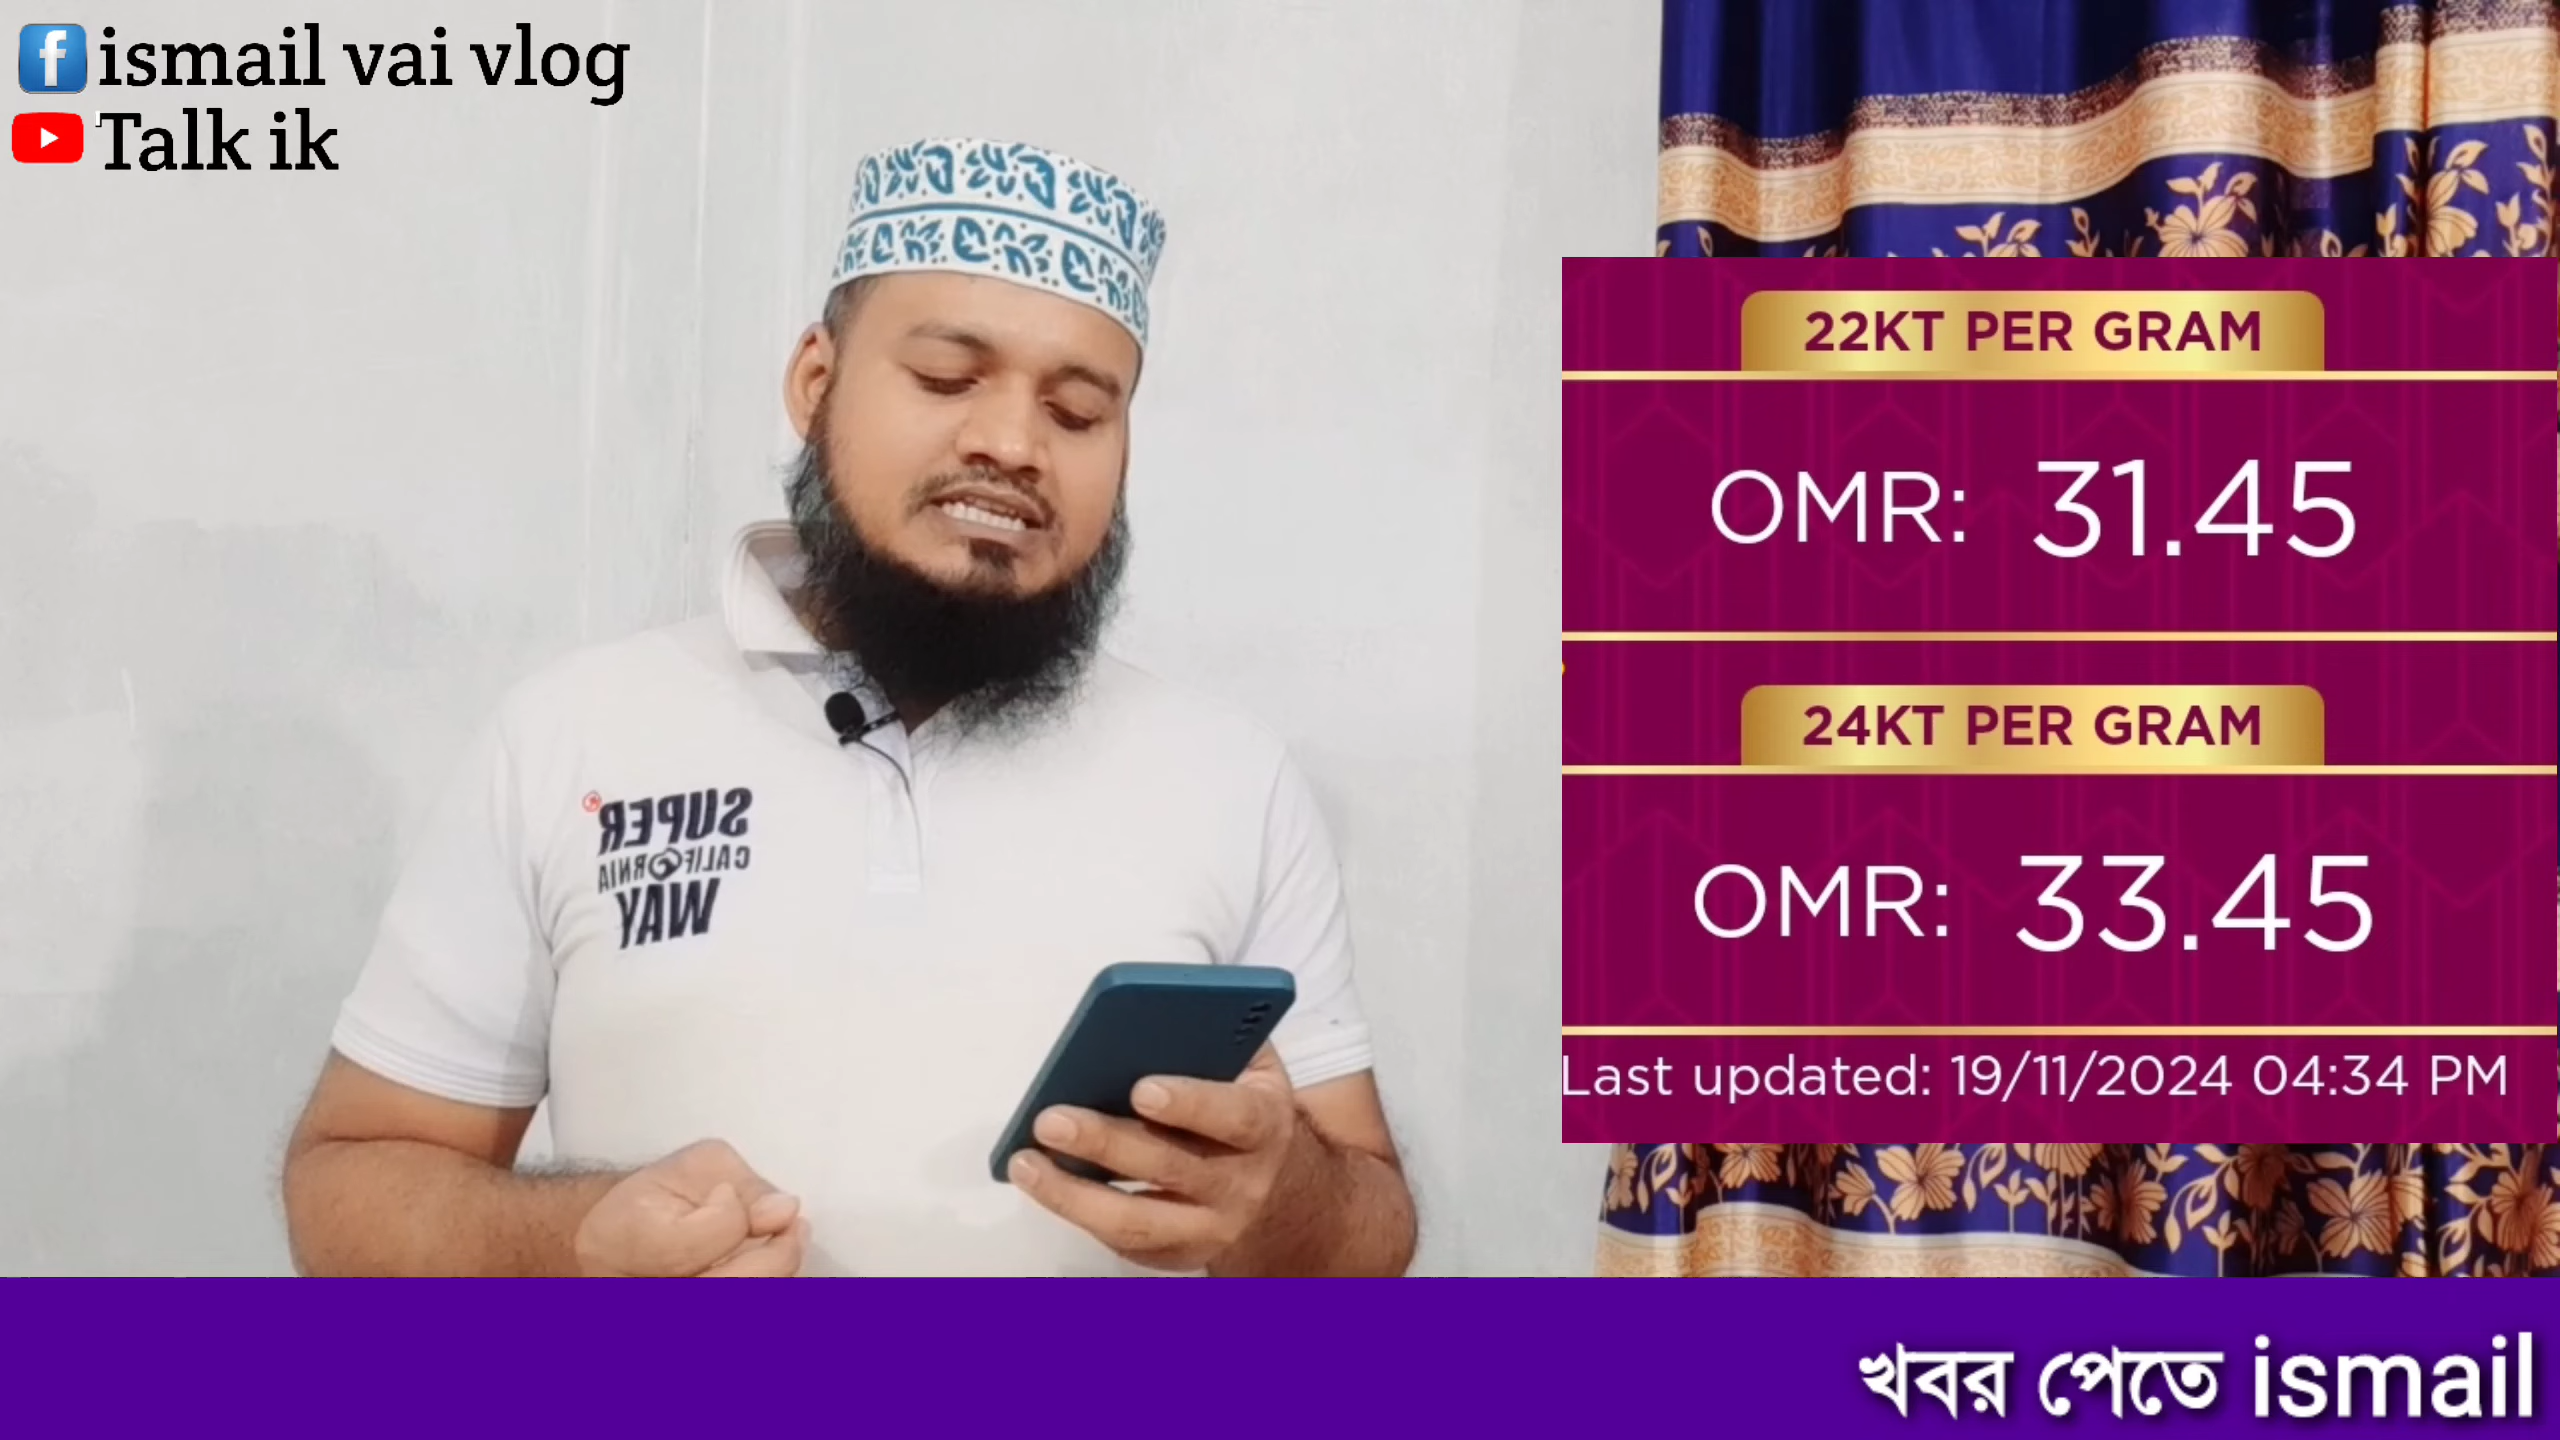 ismail vai vlog
Talk ik
SUPER
CALIFORNIA
WAY
22KT PER GRAM
OMR: 31.45
24KT PER GRAM
OMR: 33.45
Last updated: 19/11/2024 04:34 PM
খবর পেতে ismail